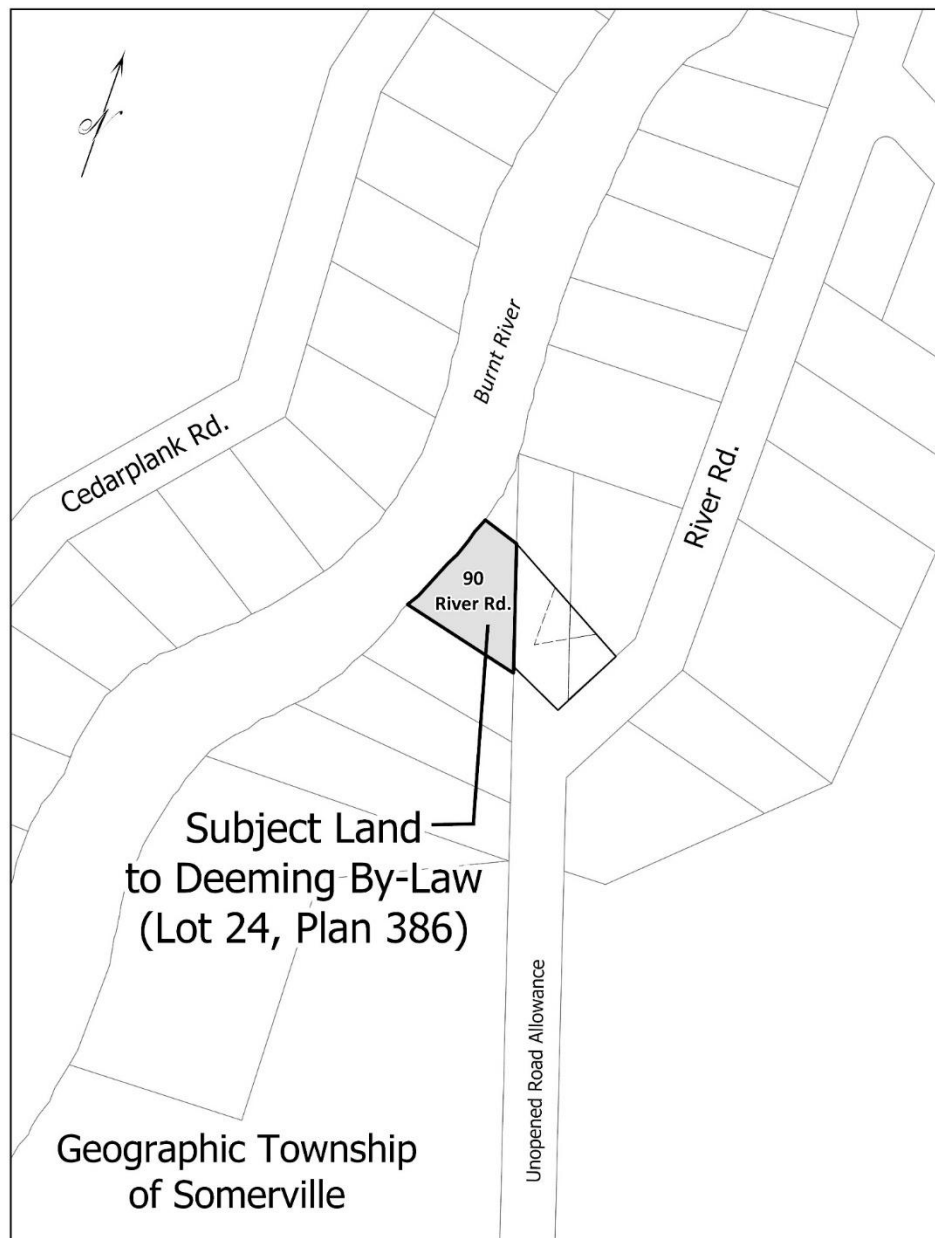 Burnt River
Cedarplank Rd.
River Rd.
90
River Rd.
Subject Land
to Deeming By-Law
(Lot 24, Plan 386)
Unopened Road Allowance
Geographic Township
of Somerville